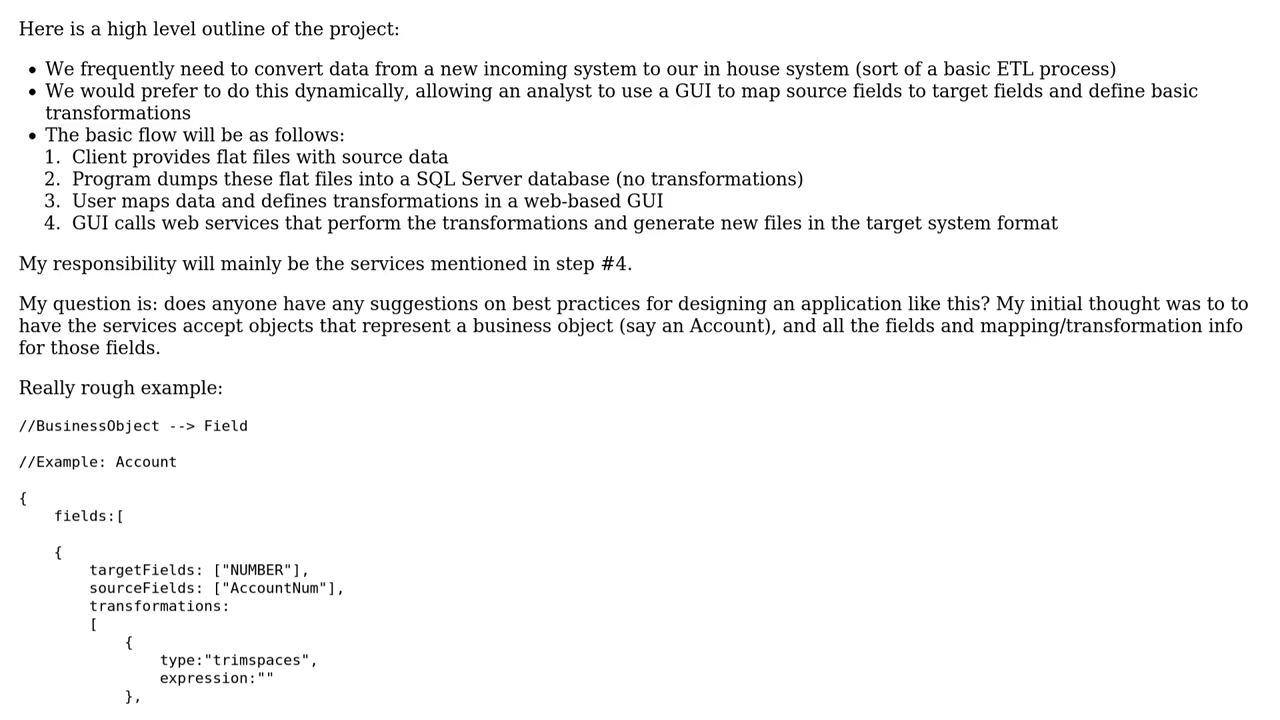 Here is a high level outline of the project:
• We frequently need to convert data from a new incoming system to our in house system (sort of a basic ETL process)
• We would prefer to do this dynamically, allowing an analyst to use a GUI to map source fields to target fields and define basic
transformations
• The basic flow will be as follows:
1. Client provides flat files with source data
2. Program dumps these flat files into a SQL Server database (no transformations)
3. User maps data and defines transformations in a web-based GUI
4. GUI calls web services that perform the transformations and generate new files in the target system format
My responsibility will mainly be the services mentioned in step #4.
My question is: does anyone have any suggestions on best practices for designing an application like this? My initial thought was to to
have the services accept objects that represent a business object (say an Account), and all the fields and mapping/transformation info
for those fields.
Really rough example:
//BusinessObject --> Field
//Example: Account
{
    fields:[
    {
        targetFields: ["NUMBER"],
        sourceFields: ["AccountNum"],
        transformations:
        [
            {
                type:"trimspaces",
                expression:""
            },